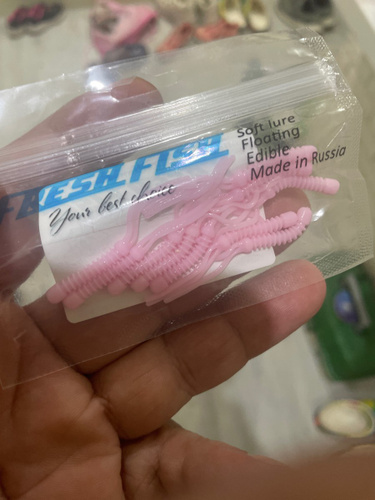 FRESH FISH
Your best choice
Soft lure
Floating
Edible
Made in Russia